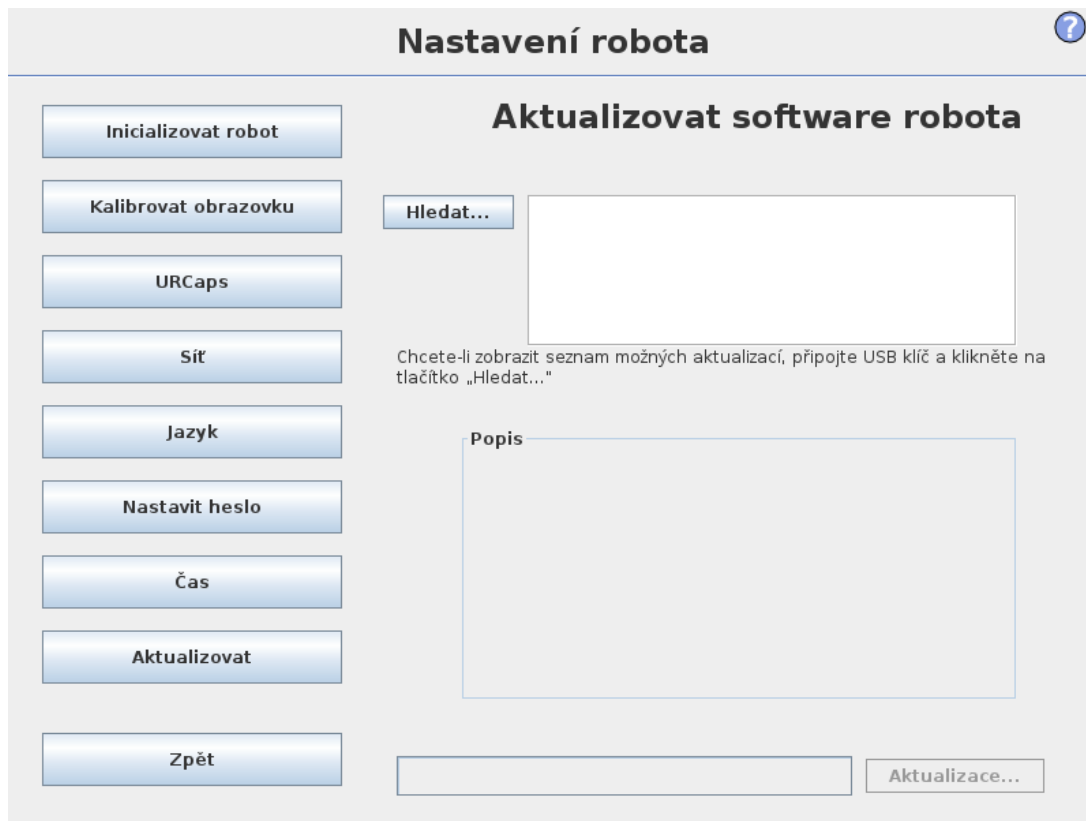 Nastavení robota
?
Inicializovat robot
Kalibrovat obrazovku
URCaps
Síť
Jazyk
Nastavit heslo
Čas
Aktualizovat
Zpět
Aktualizovat software robota
Hledat...
Chcete-li zobrazit seznam možných aktualizací, připojte USB klíč a klikněte na
tlačítko „Hledat..."
Popis
Aktualizace...